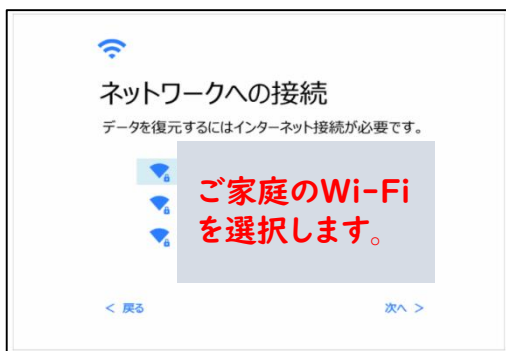 ネットワークへの接続
データを復元するにはインターネット接続が必要です。
ご家庭のWi-Fi
を選択します。
< 戻る
次へ >